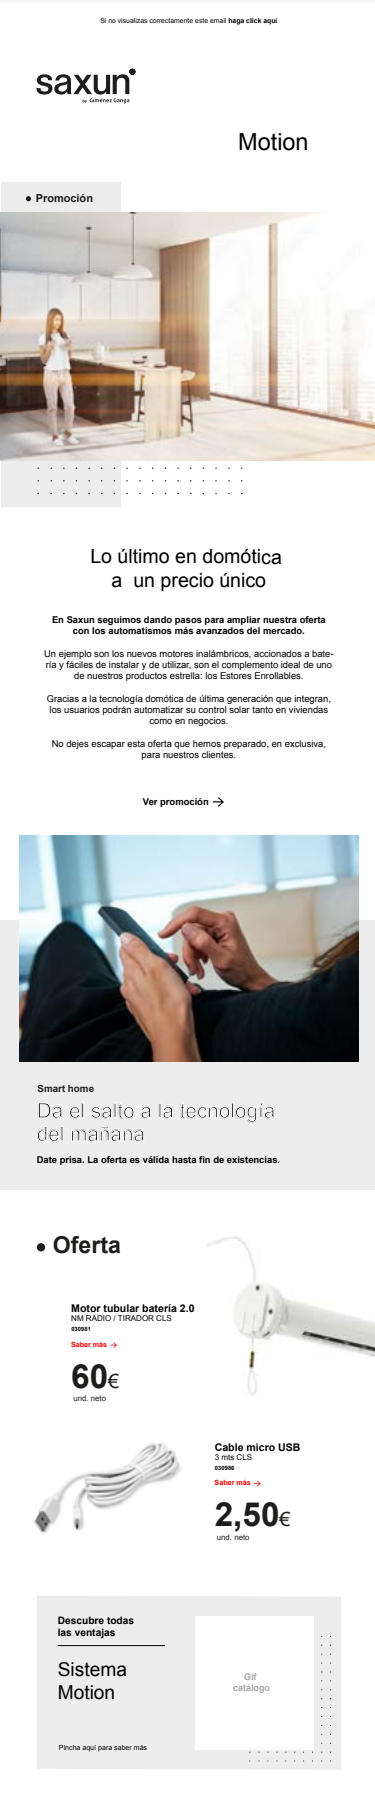 Si no visualizas correctamente este email haga click aquí
saxun
by Giménez Ganga
Motion
• Promoción
Lo último en domótica
a un precio único
En Saxun seguimos dando pasos para ampliar nuestra oferta
con los automatismos más avanzados del mercado.
Un ejemplo son los nuevos motores inalámbricos, accionados a bate-
ría y fáciles de instalar y de utilizar, son el complemento ideal de uno
de nuestros productos estrella: los Estores Enrollables.
Gracias a la tecnología domótica de última generación que integran,
los usuarios podrán automatizar su control solar tanto en viviendas
como en negocios.
No dejes escapar esta oferta que hemos preparado, en exclusiva,
para nuestros clientes.
Ver promoción →
Smart home
Da el salto a la tecnología
del mañana
Date prisa. La oferta es válida hasta fin de existencias.
• Oferta
Motor tubular batería 2.0
NM RADIO / TIRADOR CLS
030981
Saber más →
60€
und. neto
Cable micro USB
3 mts CLS
030986
Saber más →
2,50€
und. neto
Descubre todas
las ventajas
Sistema
Motion
Pincha aquí para saber más
Gif
catálogo